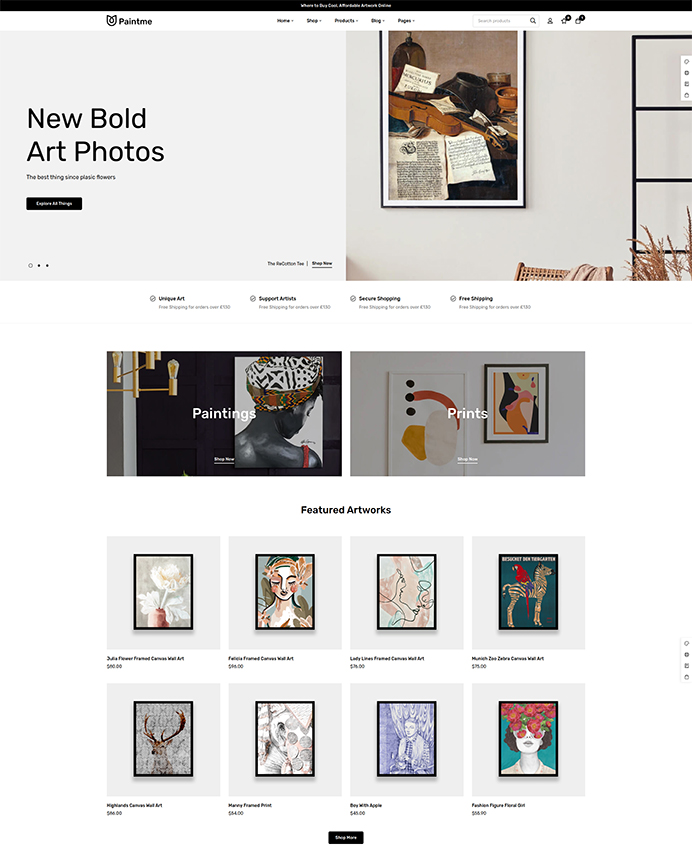 Where to Buy Cool, Affordable Artwork Online
Paintme
Home Shop Products Blog Pages
Search products
New Bold
Art Photos
The best thing since plasic flowers
Explore All Things
The RaCotton Tee | Shop Now
MERCURIUS
Unique Art Support Artists Secure Shopping Free Shipping
Free Shipping for orders over €130 Free Shipping for orders over €130 Free Shipping for orders over €130 Free Shipping for orders over €130
Paintings Prints
Shop Now Shop Now
Featured Artworks
BESUCHET DEN TIERGARTEN
Julia Flower Framed Canvas Wall Art Felicia Framed Canvas Wall Art Lady Lines Framed Canvas Wall Art Munich Zoo Zebra Canvas Wall Art
$80.00 $96.00 $76.00 $75.00
Highlands Canvas Wall Art Manny Framed Print Boy With Apple Fashion Figure Floral Girl
$86.00 $64.00 $45.00 $58.90
Shop More